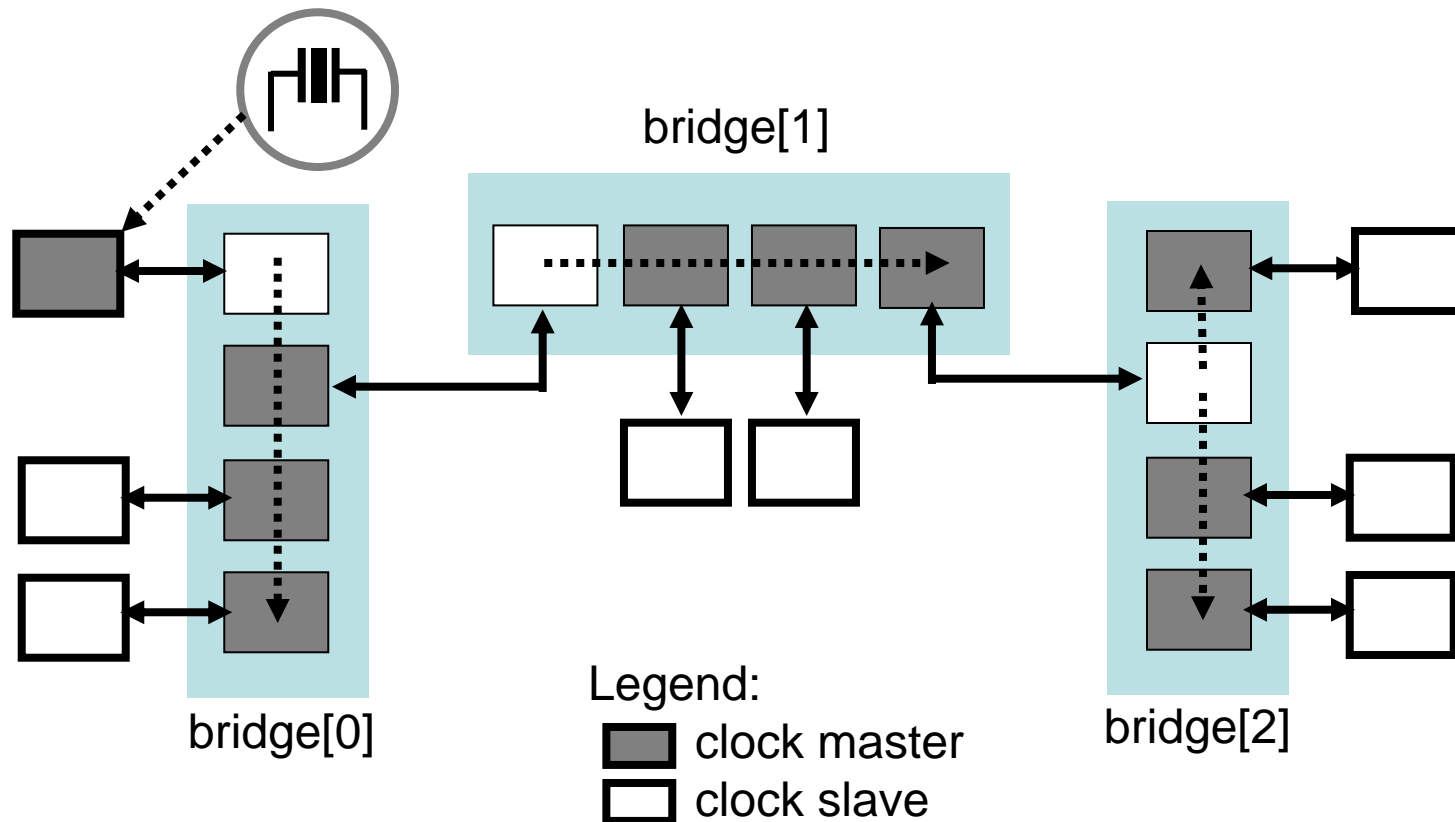 bridge[1]
bridge[0]
bridge[2]
Legend:
clock master
clock slave